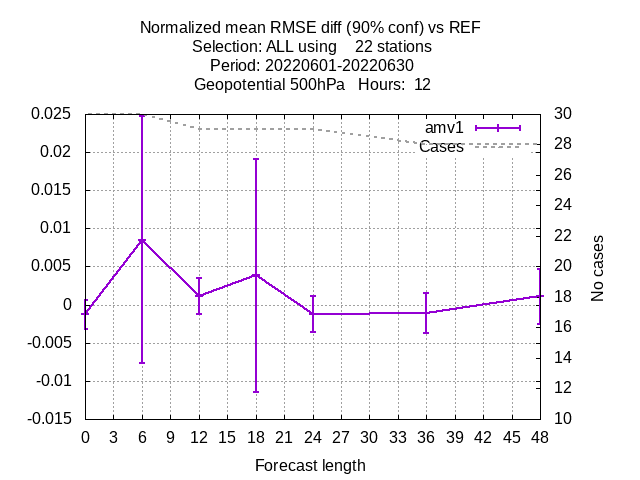 Normalized mean RMSE diff (90% conf) vs REF
Selection: ALL using 22 stations
Period: 20220601-20220630
Geopotential 500hPa Hours: 12
0.025
0.02
0.015
0.01
0.005
0
-0.005
-0.01
-0.015
amv1
Cases
30
28
26
24
22
20
18
16
14
12
10
No cases
0 3 6 9 12 15 18 21 24 27 30 33 36 39 42 45 48
Forecast length